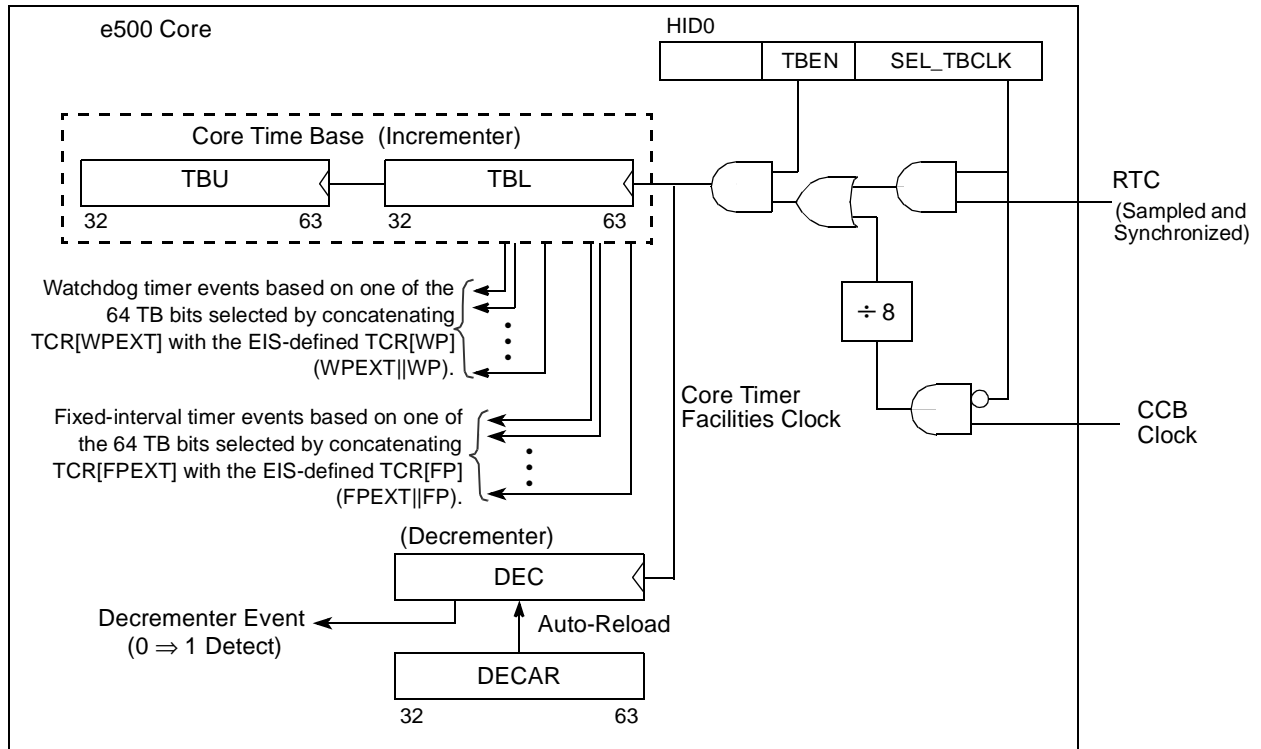 e500 Core
HID0
TBEN
SEL_TBCLK
Core Time Base (Incrementer)
TBU
TBL
32
63
32
63
RTC
(Sampled and
Synchronized)
Watchdog timer events based on one of the
64 TB bits selected by concatenating
TCR[WPEXT] with the EIS-defined TCR[WP]
(WPEXT||WP).
÷ 8
Core Timer
Facilities Clock
CCB
Clock
Fixed-interval timer events based on one of
the 64 TB bits selected by concatenating
TCR[FPEXT] with the EIS-defined TCR[FP]
(FPEXT||FP).
(Decrementer)
DEC
Decrementer Event
(0 ⇒ 1 Detect)
Auto-Reload
DECAR
32
63